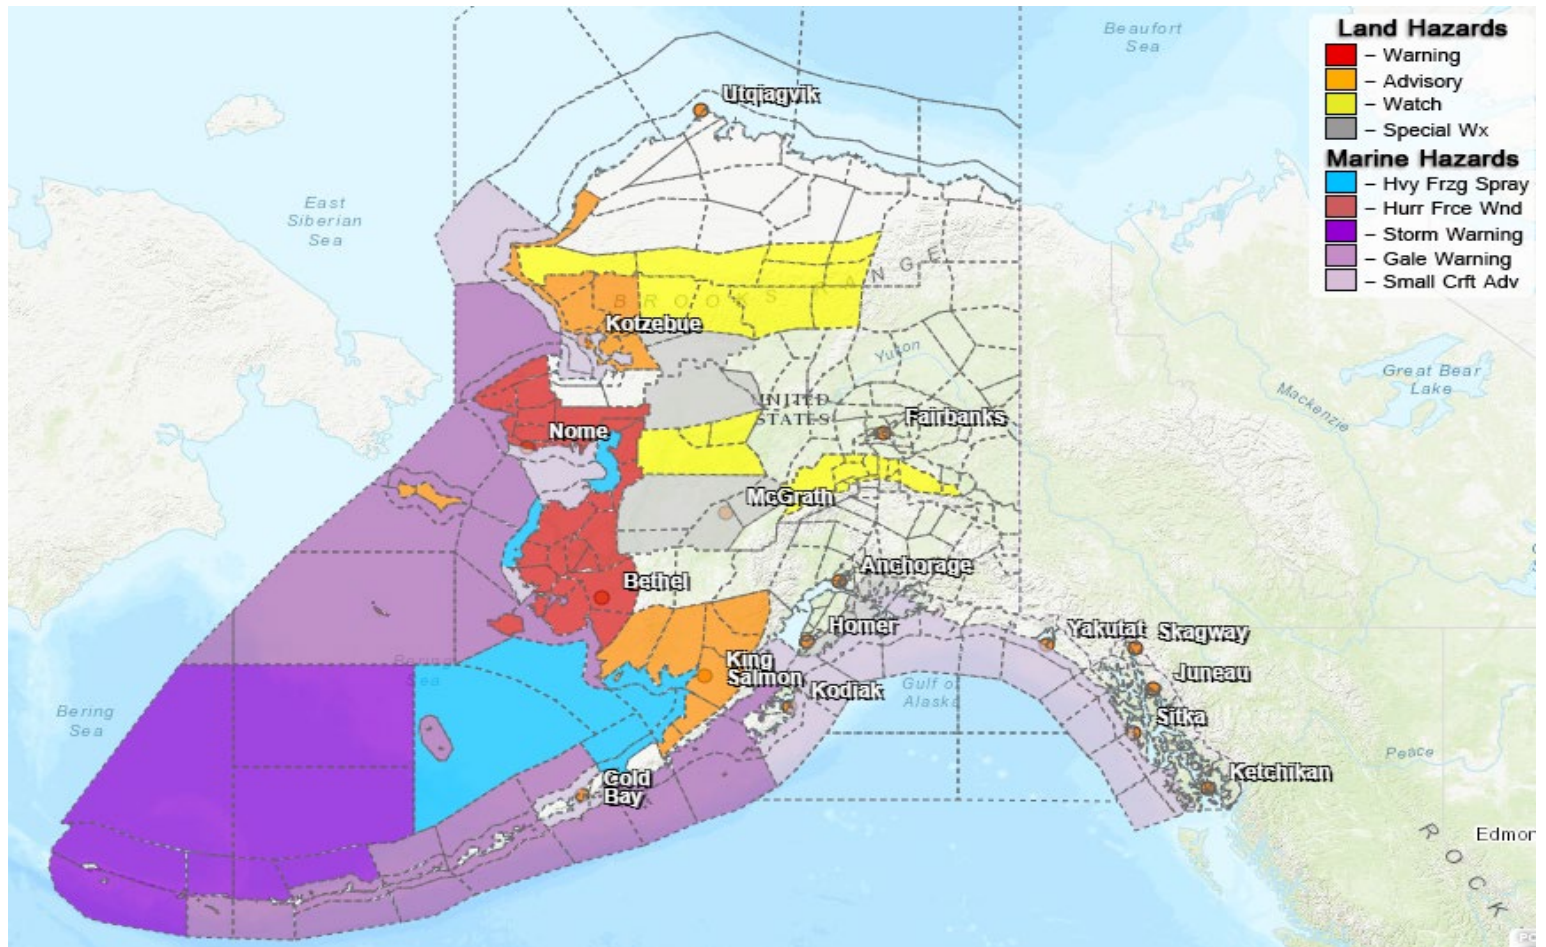 Beaufort
Sea
Land Hazards
– Warning
– Advisory
– Watch
– Special Wx
Marine Hazards
– Hvy Frzg Spray
– Hurr Frce Wnd
– Storm Warning
– Gale Warning
– Small Crft Adv
Utqiagvik
East
Siberian
Sea
BROOKS RANGE
Kotzebue
Yukon
Great Bear
Lake
Mackenzie
UNITED
STATES
Nome
Fairbanks
McGrath
Anchorage
Bethel
Homer
Yakutat
Skagway
King
Salmon
Juneau
Kodiak
Gulf of
Alaska
Sitka
Bering
Sea
Peace
Cold
Bay
Ketchikan
Edmon
ROCK